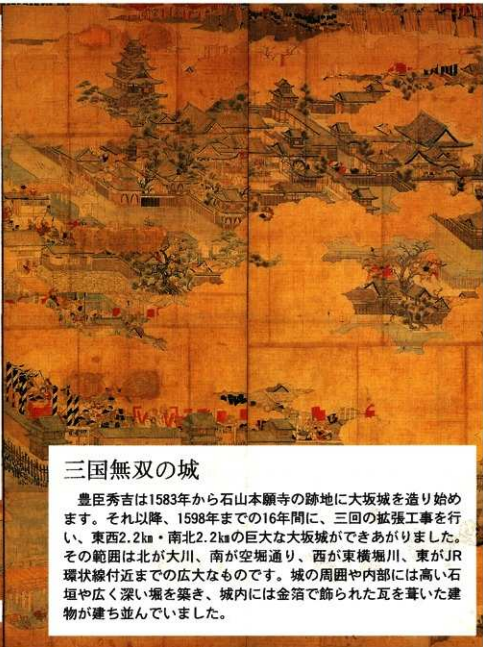 三国無双の城
豊臣秀吉は1583年から石山本願寺の跡地に大坂城を造り始め
ます。それ以降、1598年までの16年間に、三回の拡張工事を行
い、東西2.2㎞・南北2.2㎞の巨大な大坂城ができあがりました。
その範囲は北が大川、南が空堀通り、西が東横堀川、東がJR
環状線付近までの広大なものです。城の周囲や内部には高い石
垣や広く深い堀を築き、城内には金箔で飾られた瓦を葺いた建
物が建ち並んでいました。